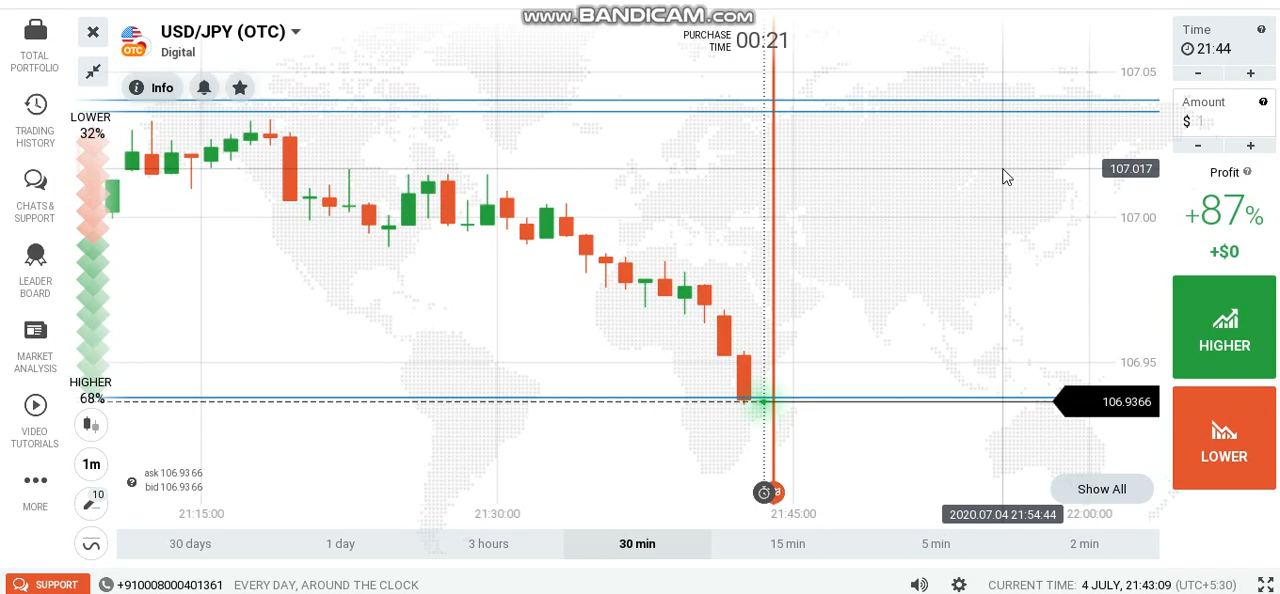 www.BANDICAM.com
TOTAL
PORTFOLIO
TRADING
HISTORY
CHATS &
SUPPORT
LEADER
BOARD
MARKET
ANALYSIS
VIDEO
TUTORIALS
MORE
USD/JPY (OTC)
OTC
Digital
Info
LOWER
32%
HIGHER
68%
1m
10
PURCHASE
TIME
00:21
107.05
107.017
107.00
106.95
106.9366
ask 106.9366
bid 106.9366
Show All
21:15:00
21:30:00
21:45:00
2020.07.04 21:54:44
22:00:00
30 days
1 day
3 hours
30 min
15 min
5 min
2 min
Time
21:44
- +
Amount
$ 1
- +
Profit
+87%
+$0
HIGHER
LOWER
SUPPORT
+910008000401361
EVERY DAY, AROUND THE CLOCK
CURRENT TIME: 4 JULY, 21:43:09 (UTC+5:30)